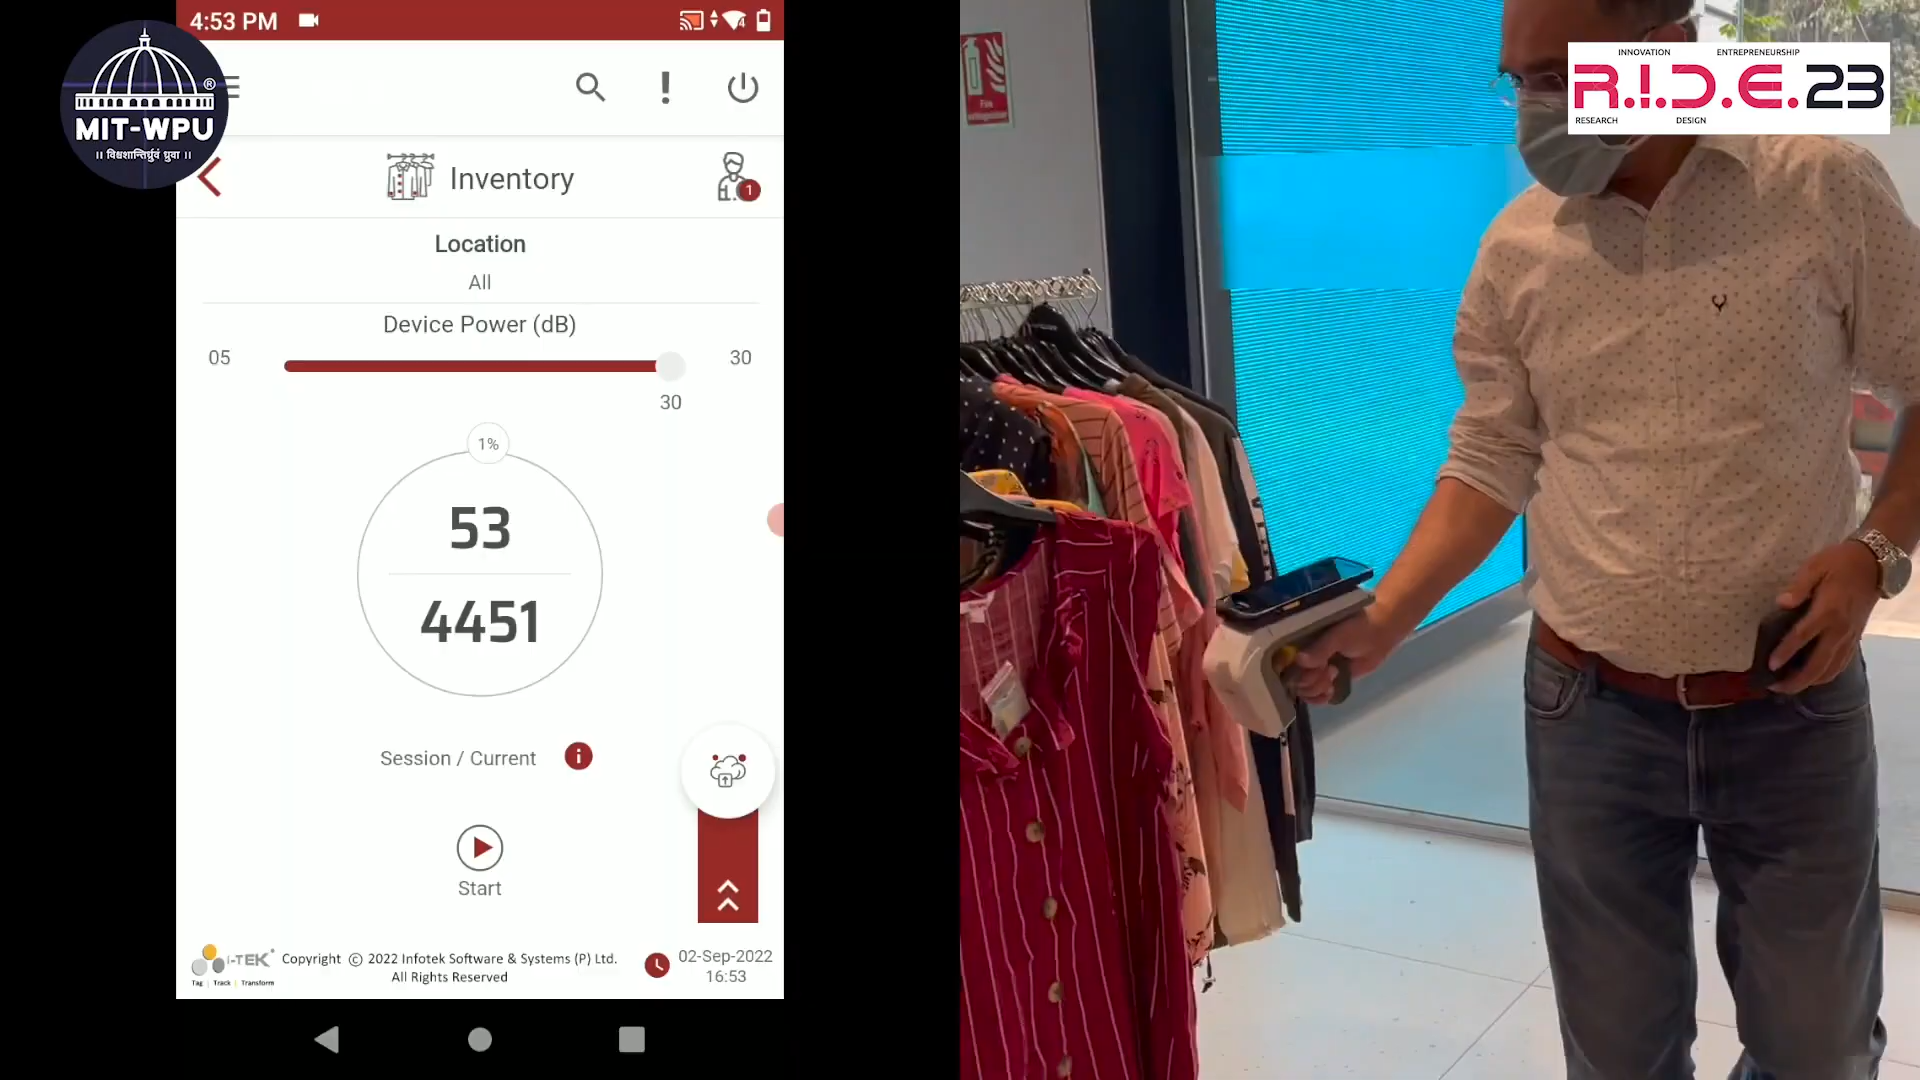 4:53 PM
MIT-WPU
॥ विश्वशान्तिर्ध्रुवं ध्रुवा ॥
Inventory
1
Location
All
Device Power (dB)
05
30
30
1%
53
4451
Session / Current
i
Start
i-TEK
Tag | Track | Transform
Copyright © 2022 Infotek Software & Systems (P) Ltd.
All Rights Reserved
02-Sep-2022
16:53
INNOVATION ENTREPRENEURSHIP
R.I.D.E.23
RESEARCH DESIGN
Fire
extinguisher